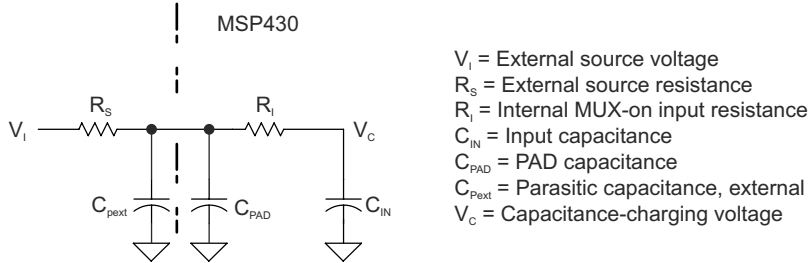 MSP430
V_I
R_S
R_I
V_C
C_pext
C_PAD
C_IN
V_I = External source voltage
R_S = External source resistance
R_I = Internal MUX-on input resistance
C_IN = Input capacitance
C_PAD = PAD capacitance
C_Pext = Parasitic capacitance, external
V_C = Capacitance-charging voltage